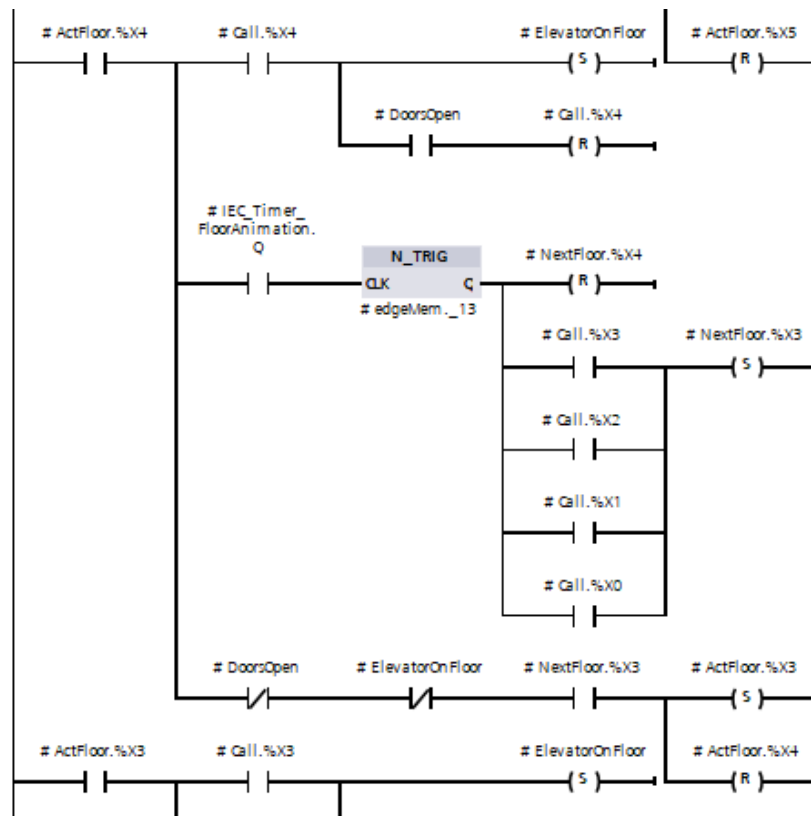 # ActFloor.%X4
# Call.%X4
# ElevatorOnFloor
# ActFloor.%X5
S
R
# DoorsOpen
# Call.%X4
R
# IEC_Timer_
FloorAnimation.
Q
N_TRIG
CLK
Q
# edgeMem._13
# NextFloor.%X4
R
# Call.%X3
# NextFloor.%X3
S
# Call.%X2
# Call.%X1
# Call.%X0
# DoorsOpen
# ElevatorOnFloor
# NextFloor.%X3
# ActFloor.%X3
S
# ActFloor.%X3
# Call.%X3
# ElevatorOnFloor
# ActFloor.%X4
S
R